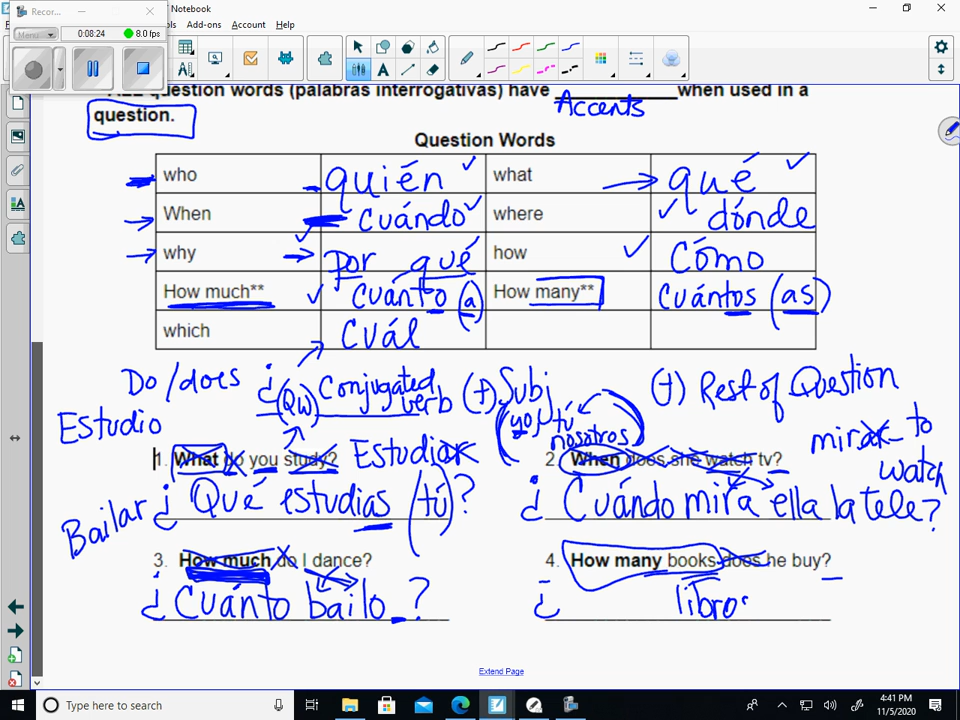 Recor...
Notebook
Menu
0:08:24
8.0 fps
Add-ons Account Help
question words (palabras interrogativas) have Accents when used in a
question.
Question Words
who quién what qué
When cuándo where dónde
why por qué how Cómo
How much** cuánto (a) How many** cuántos (as)
which Cuál
Do/does ¿(QW) Conjugated verb (+) Subj (+) Rest of Question
(yo, tú
nosotros)
Estudio
mirar - to
watch
1. What do you study? Estudiar
2. When does she watch tv?
¿Qué estudias (tú)?
¿Cuándo mira ella la tele?
Bailar
3. How much do I dance?
4. How many books does he buy?
¿Cuánto bailo_?
¿ libros
Extend Page
Type here to search
4:41 PM
11/5/2020